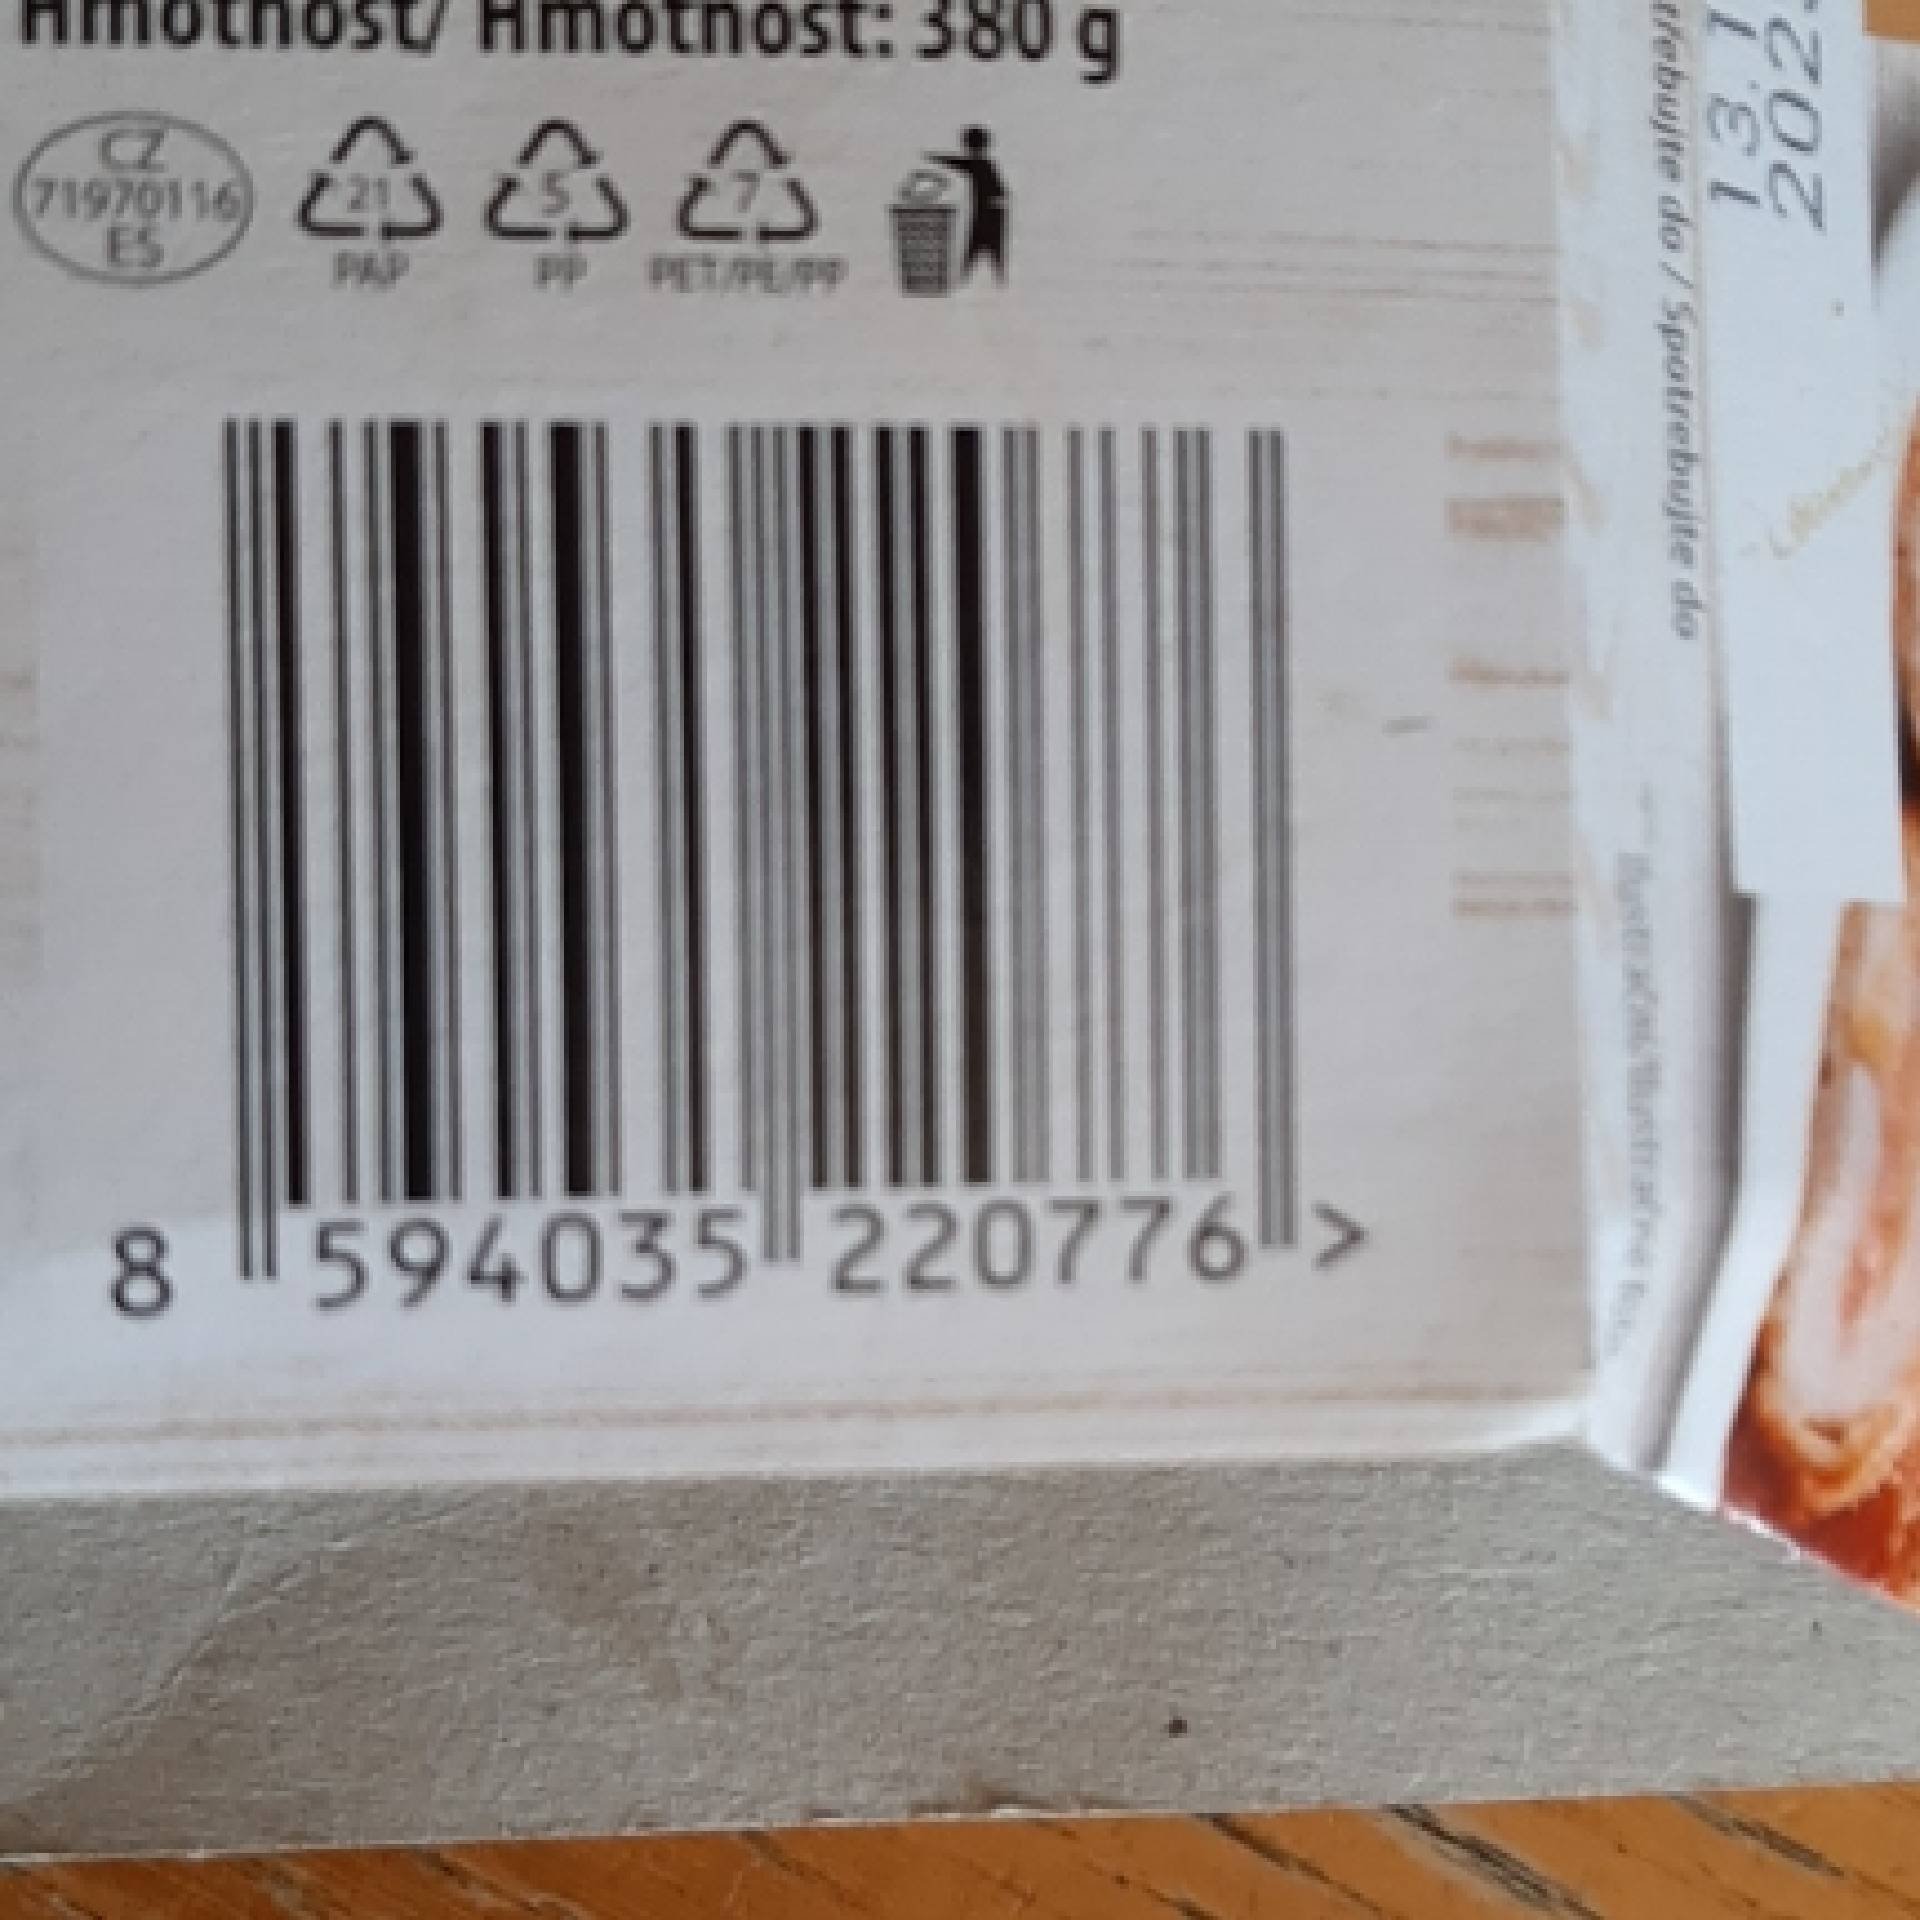 Hmotnost/ Hmotnost: 380 g
CZ
71970116
ES
21
PAP
5
PP
7
PET/PE/PP
8 594035 220776 >
do / Spotrebujte do
13.1
202